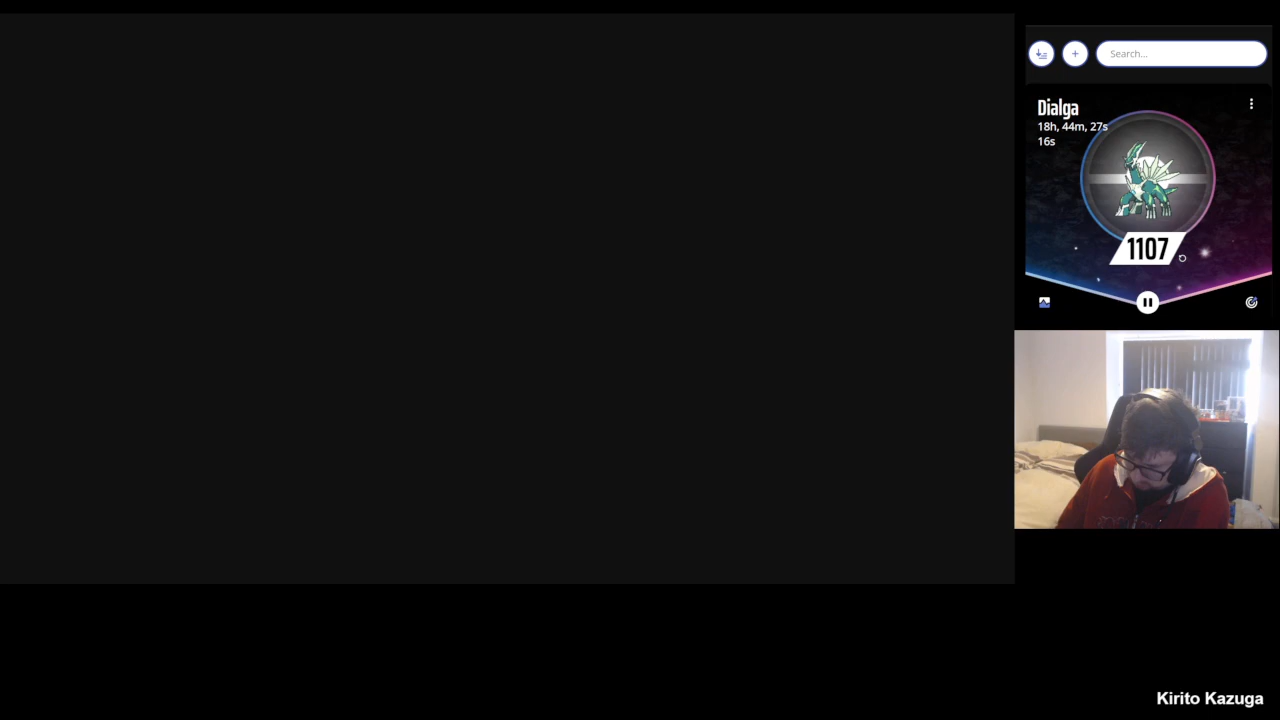 Search...
Dialga
18h, 44m, 27s
16s
1107
Kirito Kazuga